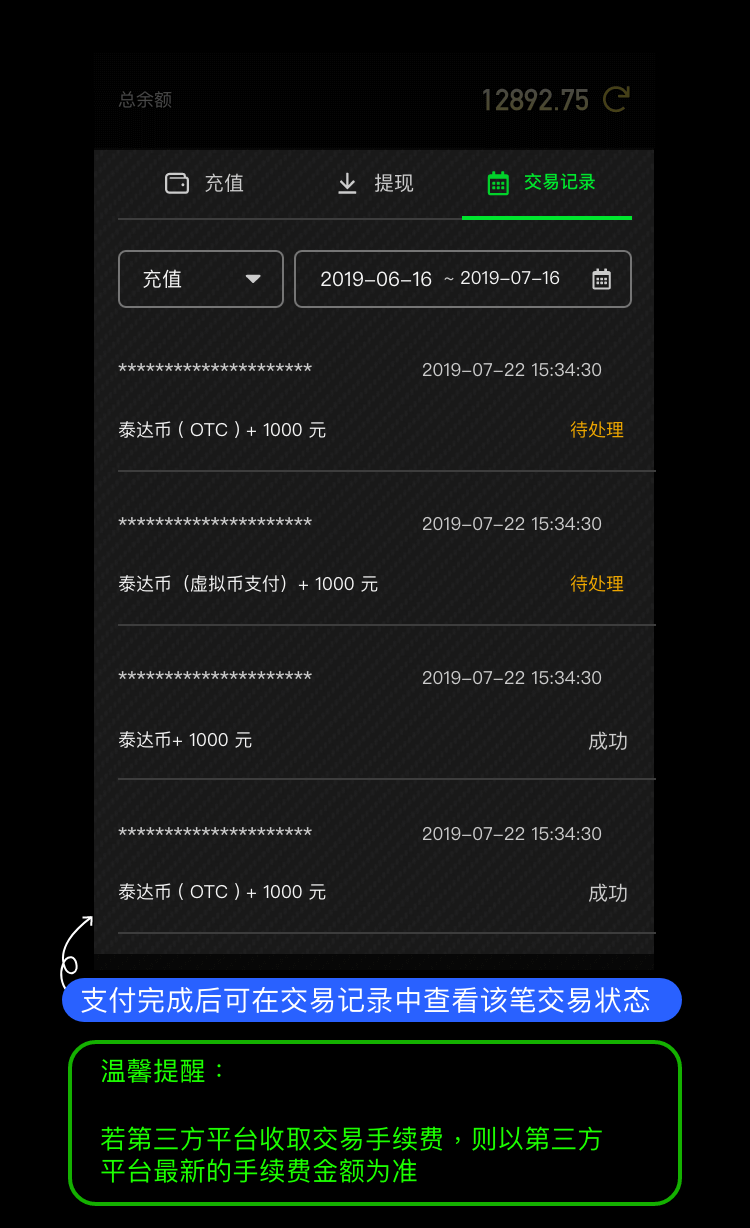 总余额 12892.75
充值 提现 交易记录
充值 2019-06-16 ~ 2019-07-16
********************* 2019-07-22 15:34:30
泰达币 ( OTC ) + 1000 元 待处理
********************* 2019-07-22 15:34:30
泰达币（虚拟币支付）+ 1000 元 待处理
********************* 2019-07-22 15:34:30
泰达币+ 1000 元 成功
********************* 2019-07-22 15:34:30
泰达币 ( OTC ) + 1000 元 成功
支付完成后可在交易记录中查看该笔交易状态
温馨提醒：
若第三方平台收取交易手续费，则以第三方
平台最新的手续费金额为准